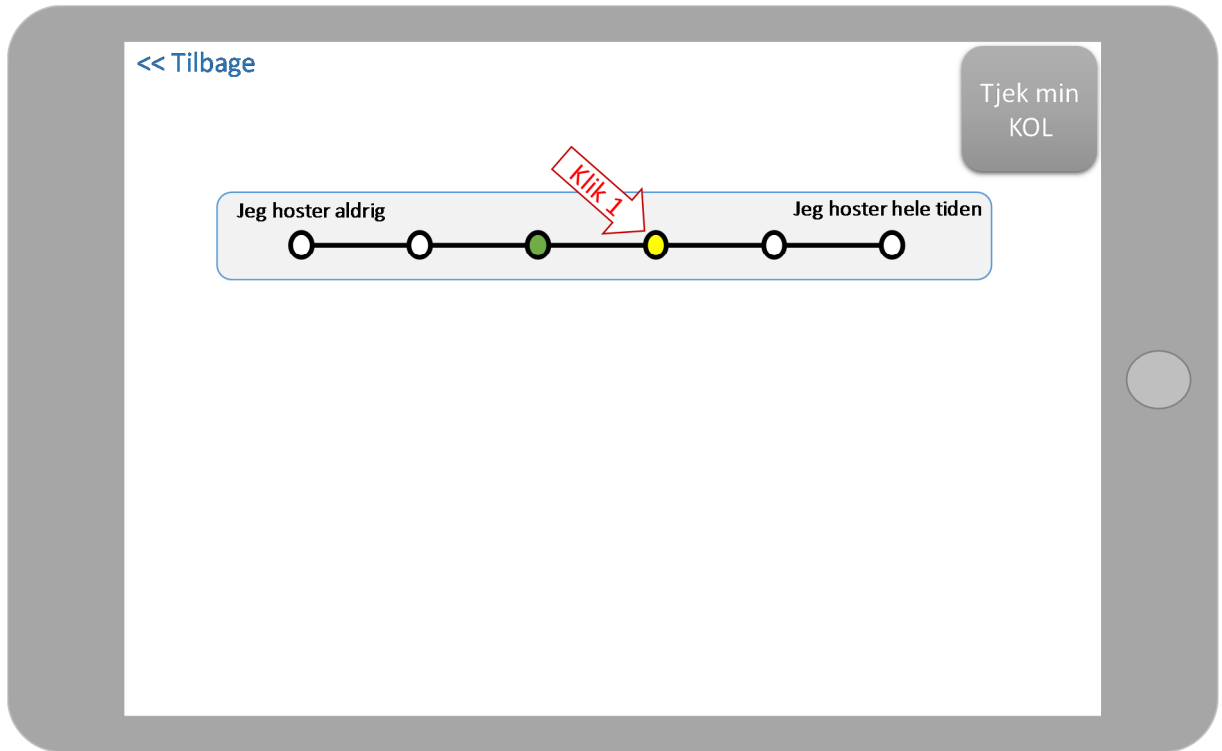 << Tilbage
Tjek min
KOL
Klik 1
Jeg hoster aldrig
Jeg hoster hele tiden